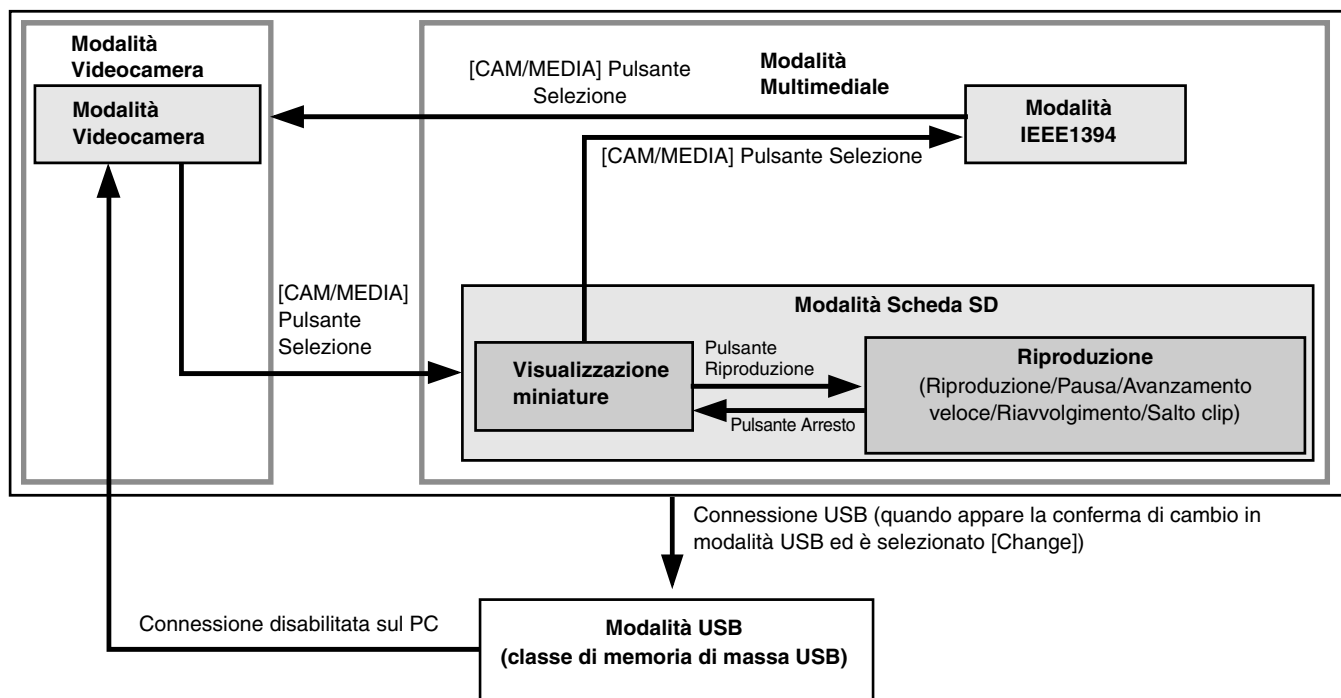 Modalità
Videocamera
Modalità
Videocamera
[CAM/MEDIA] Pulsante
Selezione
Modalità
Multimediale
Modalità
IEEE1394
[CAM/MEDIA] Pulsante Selezione
[CAM/MEDIA]
Pulsante
Selezione
Modalità Scheda SD
Visualizzazione
miniature
Pulsante
Riproduzione
Pulsante Arresto
Riproduzione
(Riproduzione/Pausa/Avanzamento
veloce/Riavvolgimento/Salto clip)
Connessione USB (quando appare la conferma di cambio in
modalità USB ed è selezionato [Change])
Connessione disabilitata sul PC
Modalità USB
(classe di memoria di massa USB)